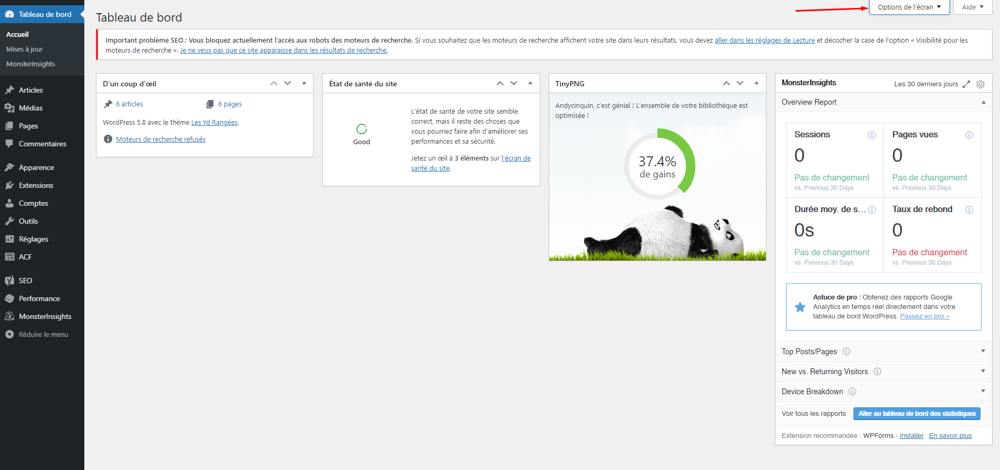 Tableau de bord
Accueil
Mises à jour
MonsterInsights
Articles
Médias
Pages
Commentaires
Apparence
Extensions
Comptes
Outils
Réglages
ACF
SEO
Performance
MonsterInsights
Réduire le menu
Options de l'écran
Aide
Tableau de bord
Important problème SEO : Vous bloquez actuellement l'accès aux robots des moteurs de recherche. Si vous souhaitez que les moteurs de recherche affichent votre site dans leurs résultats, vous devez aller dans les réglages de Lecture et décocher la case de l'option « Visibilité pour les
moteurs de recherche ». Je ne veux pas que ce site apparaisse dans les résultats de recherche.
D'un coup d'œil
6 articles
6 pages
WordPress 5.8 avec le thème Les Yd Rangées.
Moteurs de recherche refusés
État de santé du site
Good
L'état de santé de votre site semble
correct, mais il reste des choses que
vous pourriez faire afin d'améliorer ses
performances et sa sécurité.
Jetez un œil à 3 éléments sur l'écran de
santé du site.
TinyPNG
Andycinquin, c'est génial ! L'ensemble de votre bibliothèque est
optimisée !
37.4%
de gains
MonsterInsights
Les 30 derniers jours
Overview Report
Sessions
0
Pas de changement
vs. Previous 30 Days
Pages vues
0
Pas de changement
vs. Previous 30 Days
Durée moy. de s...
0s
Pas de changement
vs. Previous 30 Days
Taux de rebond
0
Pas de changement
vs. Previous 30 Days
Astuce de pro : Obtenez des rapports Google
Analytics en temps réel directement dans votre
tableau de bord WordPress. Passez en pro »
Top Posts/Pages
New vs. Returning Visitors
Device Breakdown
Voir tous les rapports
Aller au tableau de bord des statistiques
Extension recommandée : WPForms - Installer En savoir plus